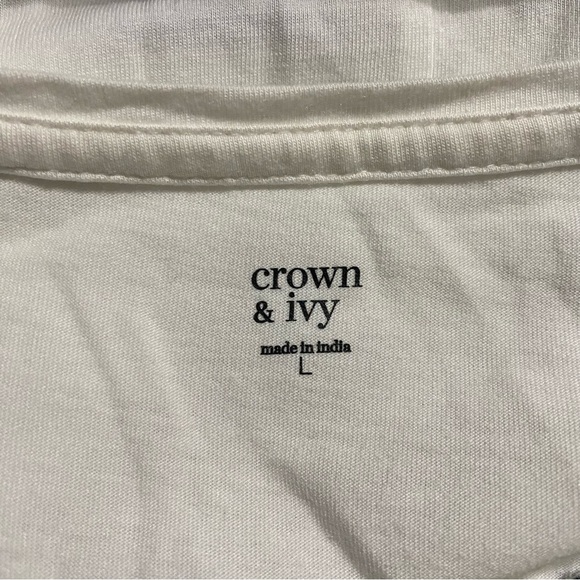 crown
& ivy
made in india
L